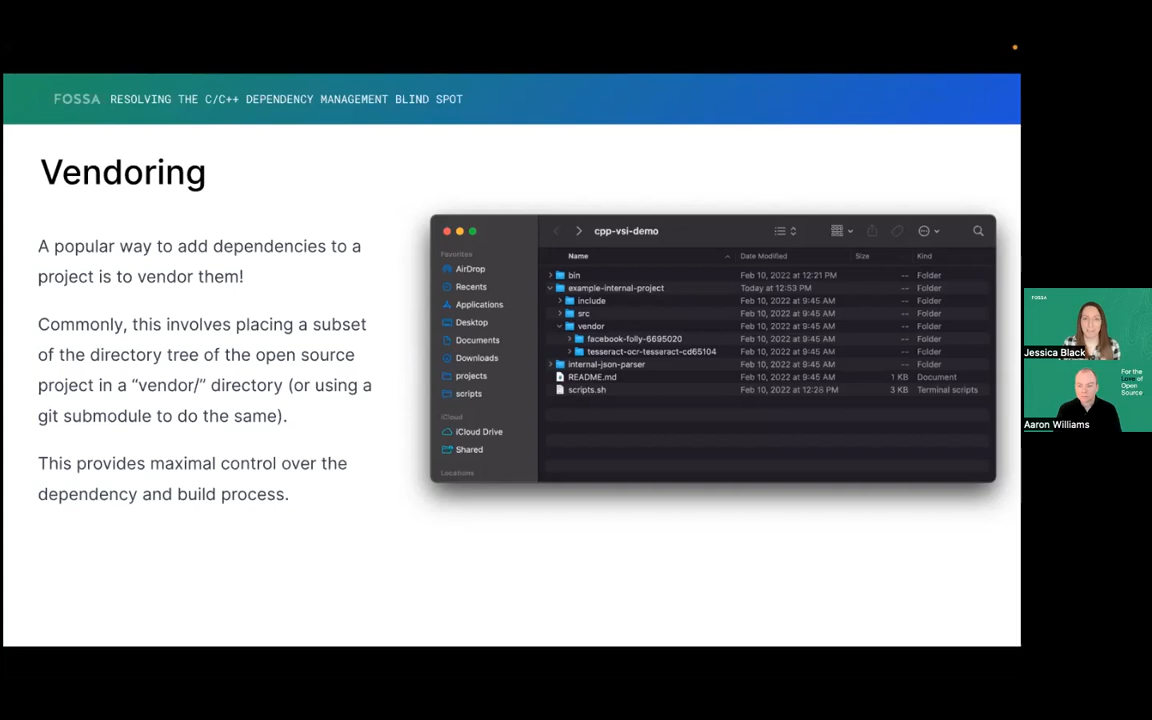 FOSSA RESOLVING THE C/C++ DEPENDENCY MANAGEMENT BLIND SPOT
Vendoring
A popular way to add dependencies to a
project is to vendor them!
Commonly, this involves placing a subset
of the directory tree of the open source
project in a “vendor/” directory (or using a
git submodule to do the same).
This provides maximal control over the
dependency and build process.
cpp-vsi-demo
Favorites
AirDrop
Recents
Applications
Desktop
Documents
Downloads
projects
scripts
iCloud
iCloud Drive
Shared
Locations
Name Date Modified Size Kind
bin Feb 10, 2022 at 12:21 PM -- Folder
example-internal-project Today at 12:53 PM -- Folder
include Feb 10, 2022 at 9:45 AM -- Folder
src Feb 10, 2022 at 9:45 AM -- Folder
vendor Feb 10, 2022 at 9:45 AM -- Folder
facebook-folly-6695020 Feb 10, 2022 at 9:45 AM -- Folder
tesseract-ocr-tesseract-cd65104 Feb 10, 2022 at 9:45 AM -- Folder
internal-json-parser Feb 10, 2022 at 9:45 AM -- Folder
README.md Feb 10, 2022 at 9:45 AM 1 KB Document
scripts.sh Feb 10, 2022 at 12:26 PM 3 KB Terminal scripts
FOSSA
Jessica Black
For the
Love of
Open
Source
Aaron Williams